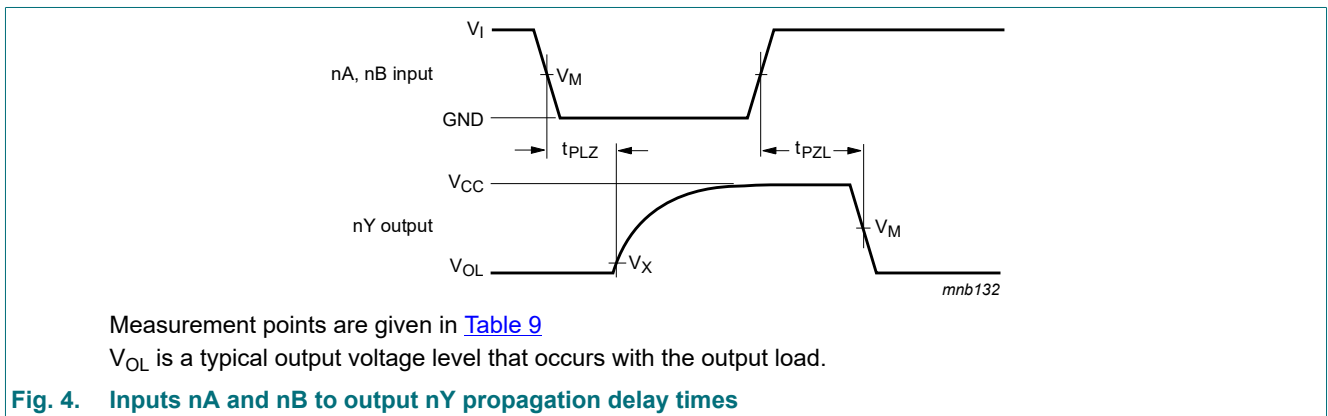 VI
nA, nB input
VM
GND
tPLZ
tPZL
VCC
nY output
VM
VOL
VX
mnb132
Measurement points are given in Table 9
VOL is a typical output voltage level that occurs with the output load.
Fig. 4. Inputs nA and nB to output nY propagation delay times